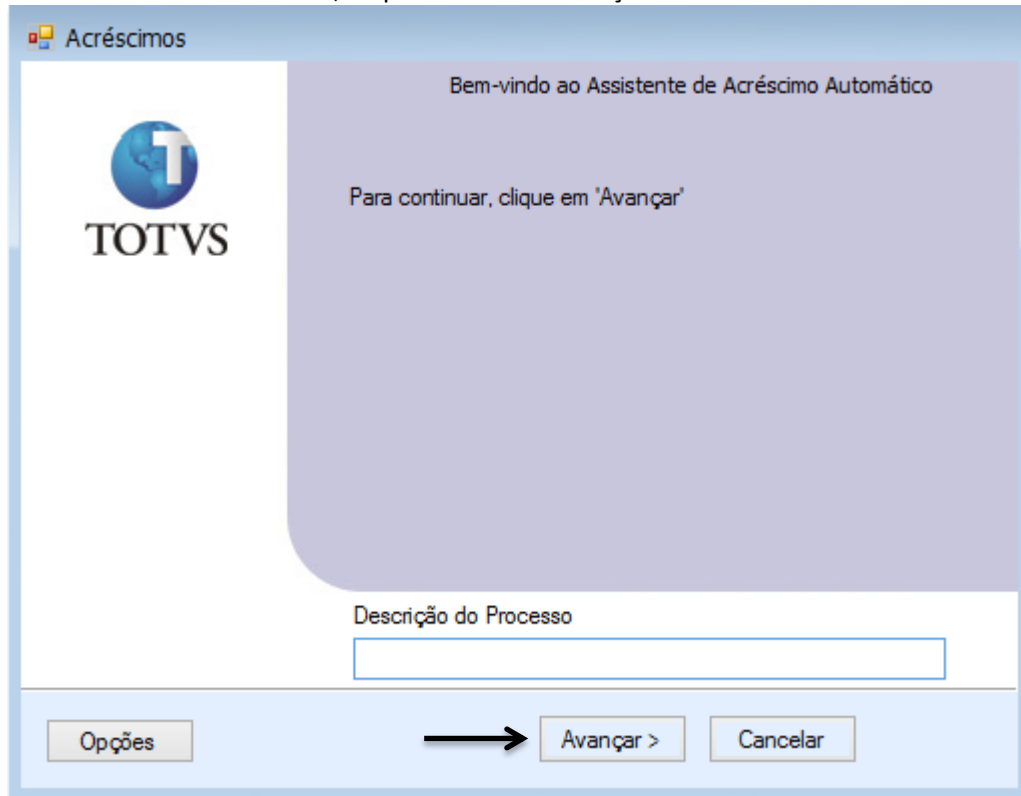 Acréscimos
Bem-vindo ao Assistente de Acréscimo Automático
TOTVS
Para continuar, clique em 'Avançar'
Descrição do Processo
Opções
Avançar >
Cancelar